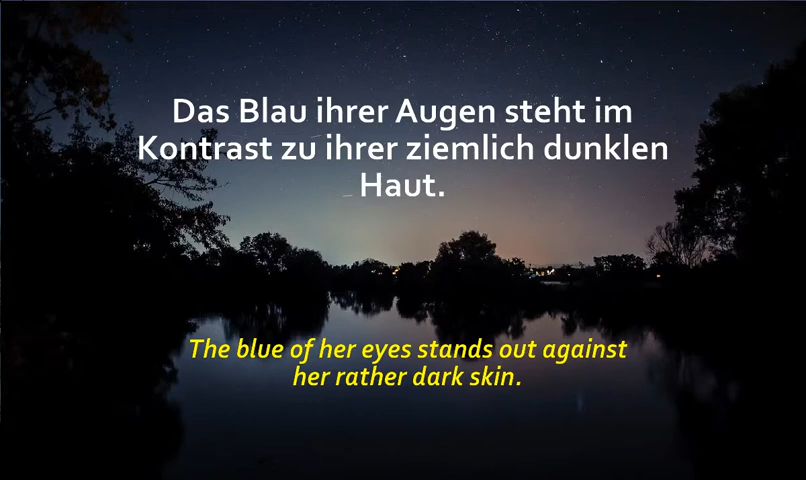 Das Blau ihrer Augen steht im
Kontrast zu ihrer ziemlich dunklen
Haut.
The blue of her eyes stands out against
her rather dark skin.